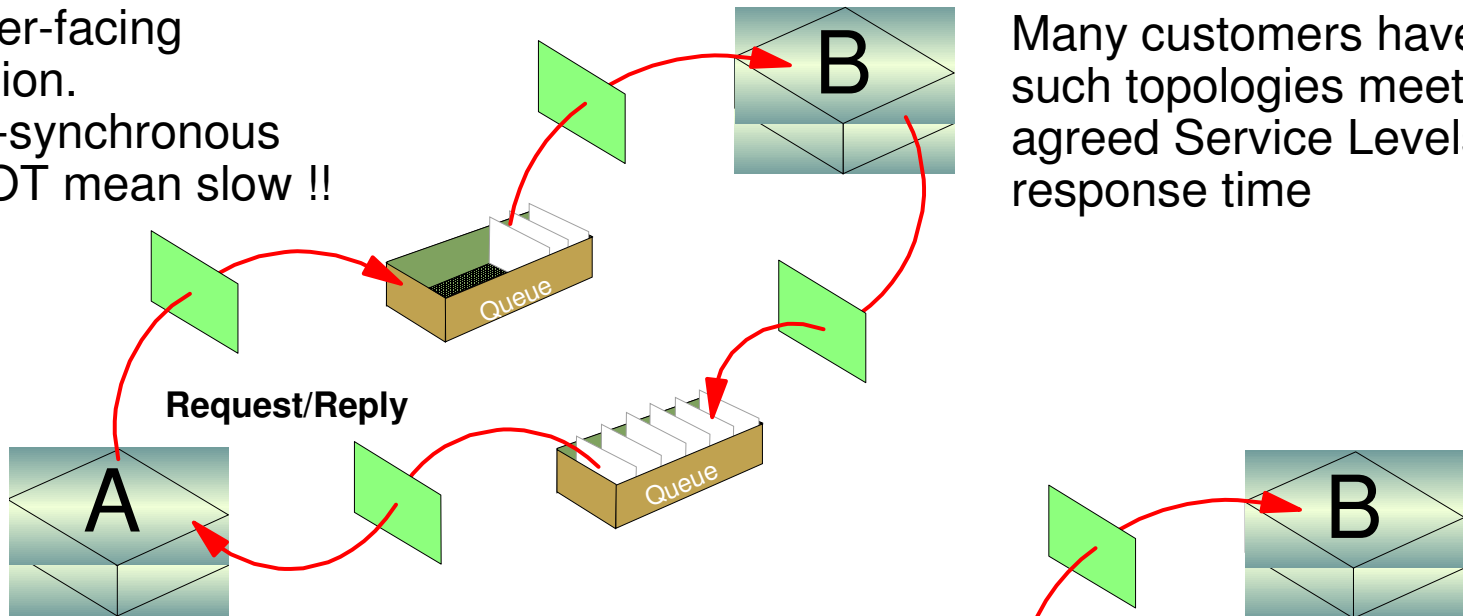 er-facing
ion.
-synchronous
OT mean slow !!
B
Many customers have
such topologies meet
agreed Service Levels
response time
Queue
Request/Reply
Queue
A
B